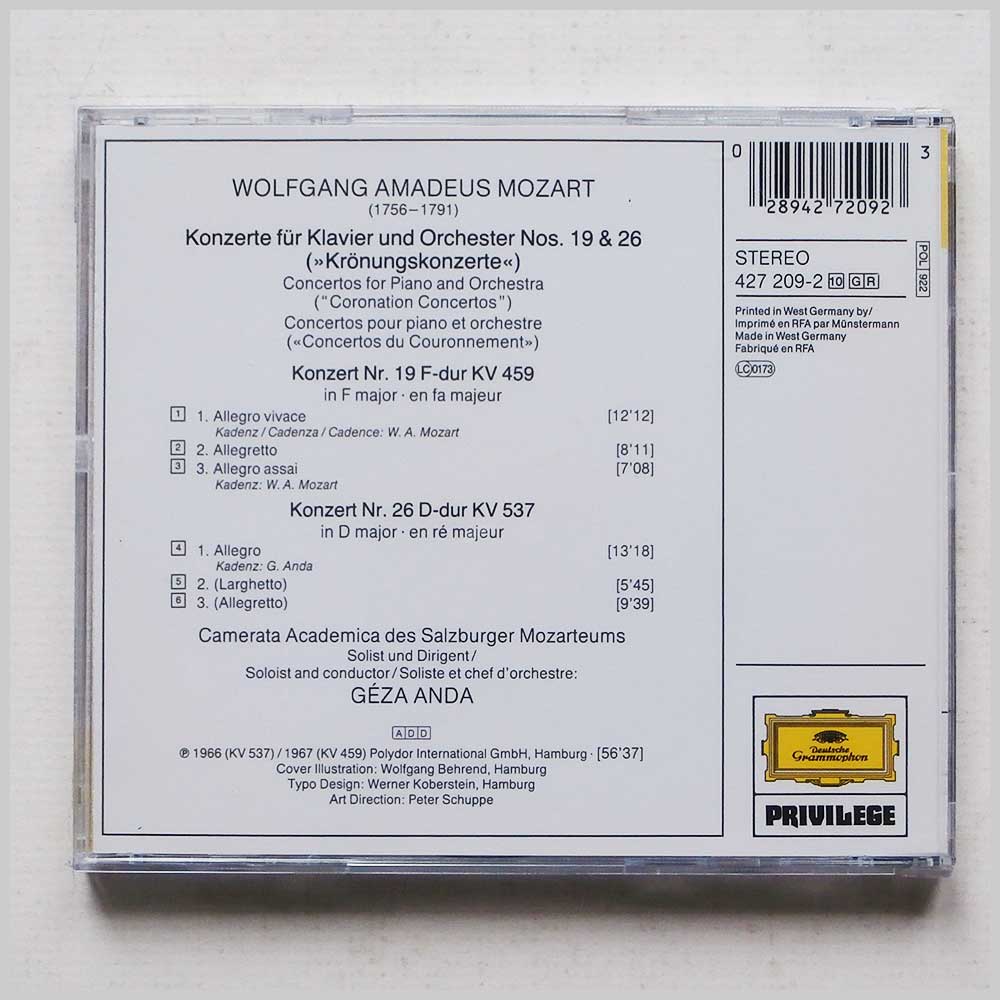 WOLFGANG AMADEUS MOZART
(1756–1791)
Konzerte für Klavier und Orchester Nos. 19 & 26
(»Krönungskonzerte«)
Concertos for Piano and Orchestra
("Coronation Concertos")
Concertos pour piano et orchestre
(«Concertos du Couronnement»)
Konzert Nr. 19 F-dur KV 459
in F major · en fa majeur
1 1. Allegro vivace [12'12]
Kadenz / Cadenza / Cadence: W. A. Mozart
2 2. Allegretto [8'11]
3 3. Allegro assai [7'08]
Kadenz: W. A. Mozart
Konzert Nr. 26 D-dur KV 537
in D major · en ré majeur
4 1. Allegro [13'18]
Kadenz: G. Anda
5 2. (Larghetto) [5'45]
6 3. (Allegretto) [9'39]
Camerata Academica des Salzburger Mozarteums
Solist und Dirigent/
Soloist and conductor/Soliste et chef d'orchestre:
GÉZA ANDA
ADD
℗ 1966 (KV 537) / 1967 (KV 459) Polydor International GmbH, Hamburg · [56'37]
Cover Illustration: Wolfgang Behrend, Hamburg
Typo Design: Werner Koberstein, Hamburg
Art Direction: Peter Schuppe
0 28942 72092 3
STEREO
427 209-2 10 G R
POL 922
Printed in West Germany by/
Imprimé en RFA par Münstermann
Made in West Germany
Fabriqué en RFA
LC 0173
Deutsche
Grammophon
PRIVILEGE